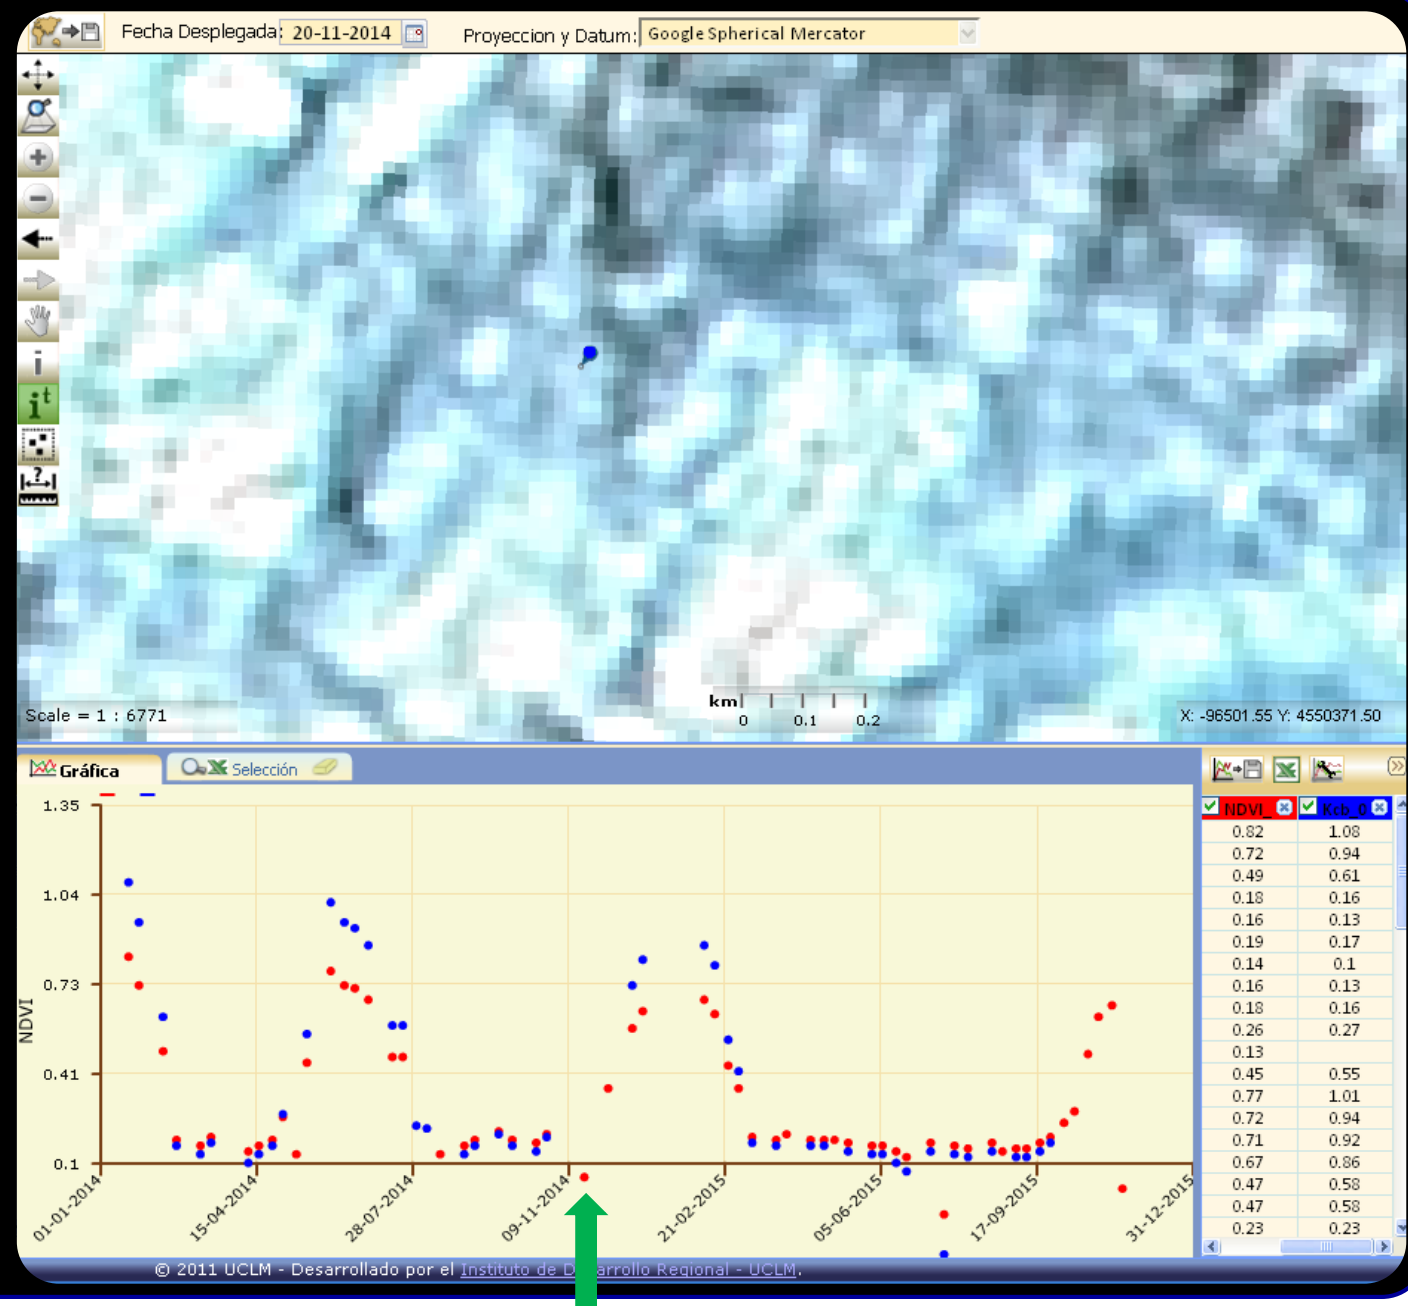 Fecha Desplegada: 20-11-2014 Proyeccion y Datum: Google Spherical Mercator
i
i t
?
km
0 0.1 0.2
Scale = 1 : 6771
X: -96501.55 Y: 4550371.50
Gráfica Selección
NDVI_ Kcb_0
0.82 1.08
0.72 0.94
0.49 0.61
0.18 0.16
0.16 0.13
0.19 0.17
0.14 0.1
0.16 0.13
0.18 0.16
0.26 0.27
0.13
0.45 0.55
0.77 1.01
0.72 0.94
0.71 0.92
0.67 0.86
0.47 0.58
0.47 0.58
0.23 0.23
NDVI
1.35
1.04
0.73
0.41
0.1
01-01-2014 15-04-2014 28-07-2014 09-11-2014 21-02-2015 05-06-2015 17-09-2015 31-12-2015
© 2011 UCLM - Desarrollado por el Instituto de D arrollo Regional - UCLM.